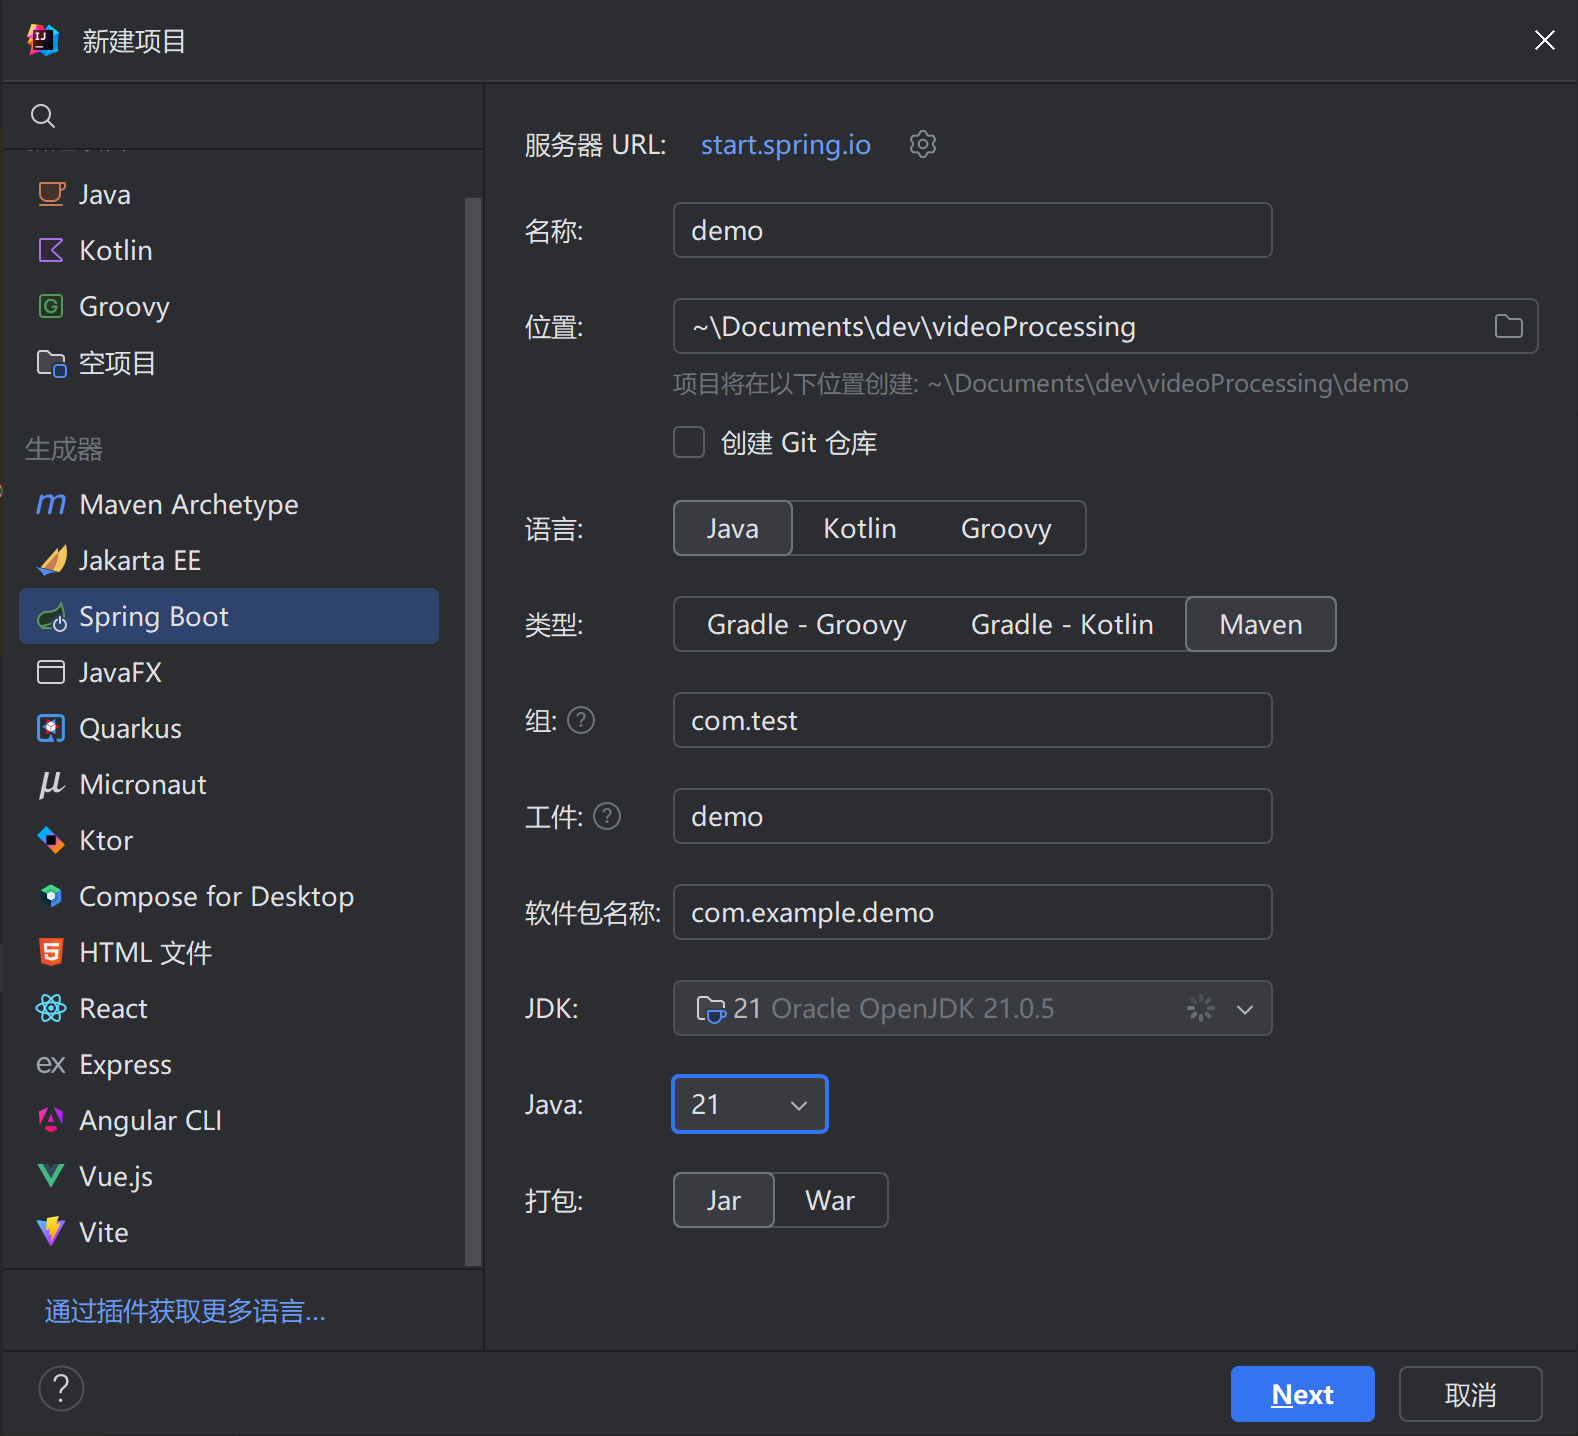 新建项目
Java
Kotlin
Groovy
空项目
生成器
Maven Archetype
Jakarta EE
Spring Boot
JavaFX
Quarkus
Micronaut
Ktor
Compose for Desktop
HTML 文件
React
Express
Angular CLI
Vue.js
Vite
通过插件获取更多语言...
服务器 URL: start.spring.io
名称: demo
位置: ~\Documents\dev\videoProcessing
项目将在以下位置创建: ~\Documents\dev\videoProcessing\demo
创建 Git 仓库
语言: Java Kotlin Groovy
类型: Gradle - Groovy Gradle - Kotlin Maven
组: ? com.test
工件: ? demo
软件包名称: com.example.demo
JDK: 21 Oracle OpenJDK 21.0.5
Java: 21
打包: Jar War
? Next 取消